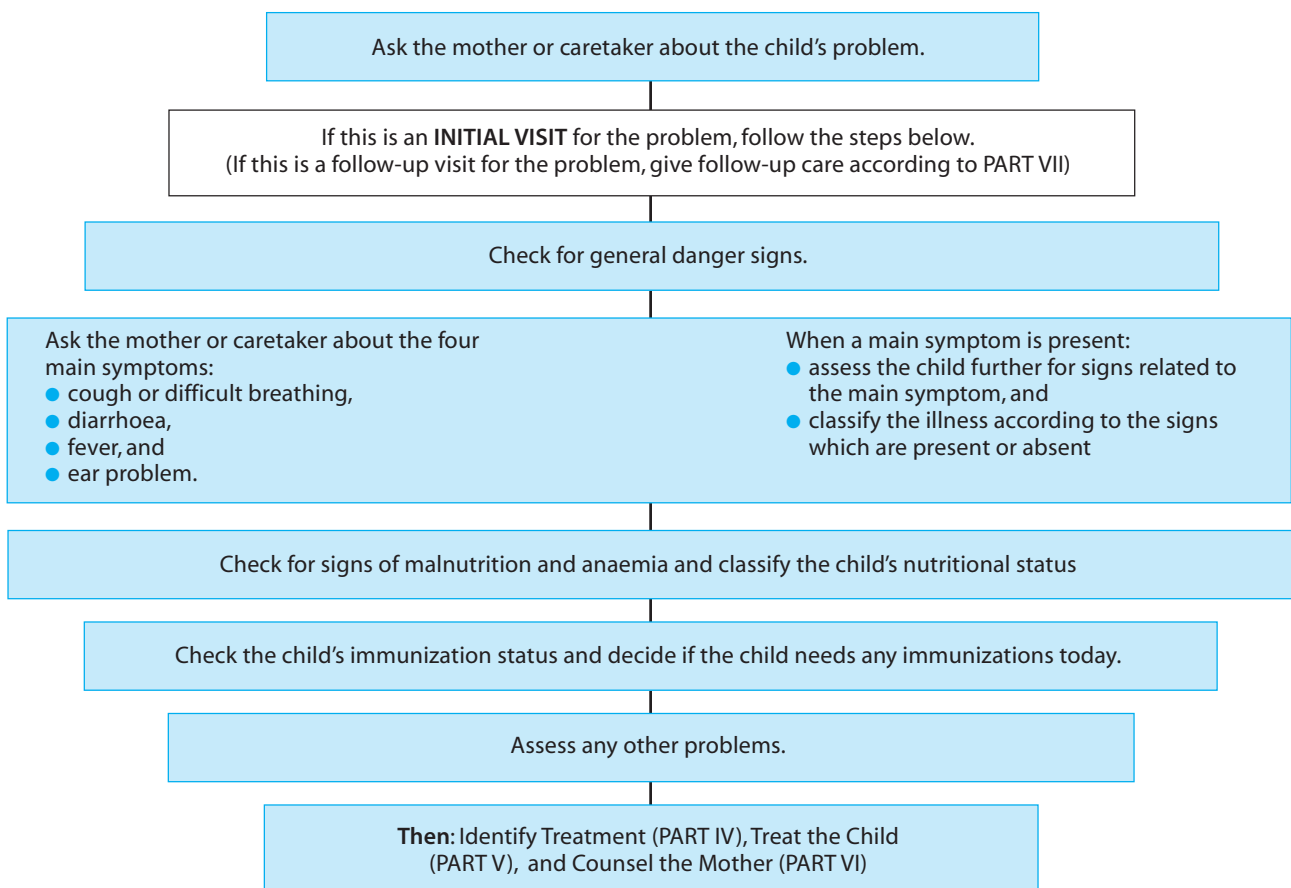 Ask the mother or caretaker about the child’s problem.
If this is an INITIAL VISIT for the problem, follow the steps below.
(If this is a follow-up visit for the problem, give follow-up care according to PART VII)
Check for general danger signs.
Ask the mother or caretaker about the four
main symptoms:
● cough or difficult breathing,
● diarrhoea,
● fever, and
● ear problem.
When a main symptom is present:
● assess the child further for signs related to
the main symptom, and
● classify the illness according to the signs
which are present or absent
Check for signs of malnutrition and anaemia and classify the child’s nutritional status
Check the child’s immunization status and decide if the child needs any immunizations today.
Assess any other problems.
Then: Identify Treatment (PART IV), Treat the Child
(PART V), and Counsel the Mother (PART VI)